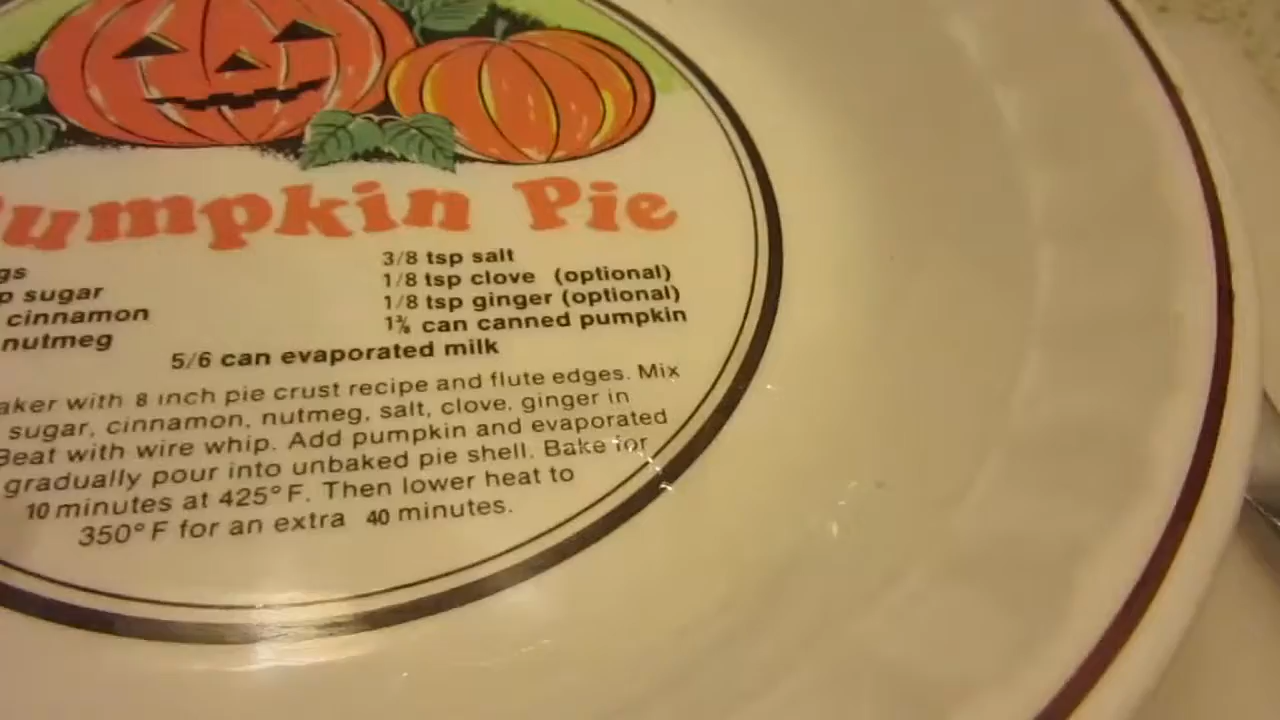 Pumpkin Pie
gs
3/8 tsp salt
p sugar
1/8 tsp clove (optional)
cinnamon
1/8 tsp ginger (optional)
nutmeg
can canned pumpkin
5/6 can evaporated milk
aker with 8 inch pie crust recipe and flute edges. Mix
sugar, cinnamon, nutmeg, salt, clove, ginger in
Beat with wire whip. Add pumpkin and evaporated
gradually pour into unbaked pie shell. Bake for
10 minutes at 425° F. Then lower heat to
350° F for an extra 40 minutes.